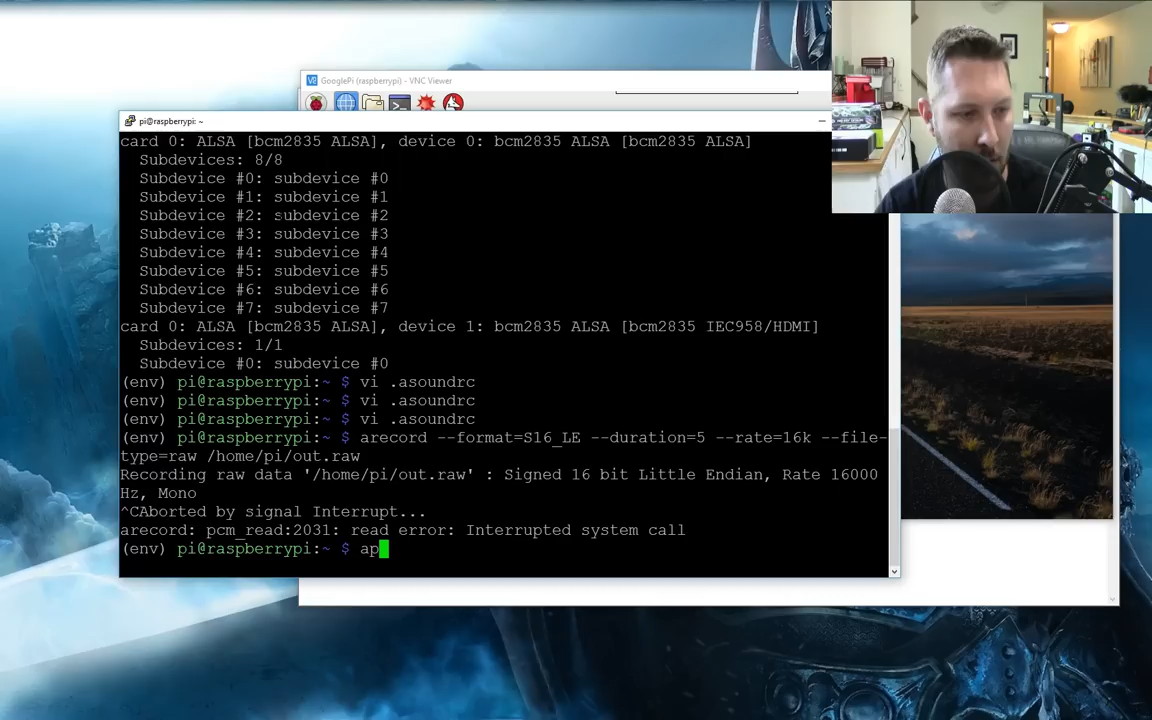 GooglePi (raspberrypi) - VNC Viewer
pi@raspberrypi: ~
card 0: ALSA [bcm2835 ALSA], device 0: bcm2835 ALSA [bcm2835 ALSA]
Subdevices: 8/8
Subdevice #0: subdevice #0
Subdevice #1: subdevice #1
Subdevice #2: subdevice #2
Subdevice #3: subdevice #3
Subdevice #4: subdevice #4
Subdevice #5: subdevice #5
Subdevice #6: subdevice #6
Subdevice #7: subdevice #7
card 0: ALSA [bcm2835 ALSA], device 1: bcm2835 ALSA [bcm2835 IEC958/HDMI]
Subdevices: 1/1
Subdevice #0: subdevice #0
(env) pi@raspberrypi:~ $ vi .asoundrc
(env) pi@raspberrypi:~ $ vi .asoundrc
(env) pi@raspberrypi:~ $ vi .asoundrc
(env) pi@raspberrypi:~ $ arecord --format=S16_LE --duration=5 --rate=16k --file-
type=raw /home/pi/out.raw
Recording raw data '/home/pi/out.raw' : Signed 16 bit Little Endian, Rate 16000
Hz, Mono
^CAborted by signal Interrupt...
arecord: pcm_read:2031: read error: Interrupted system call
(env) pi@raspberrypi:~ $ ap